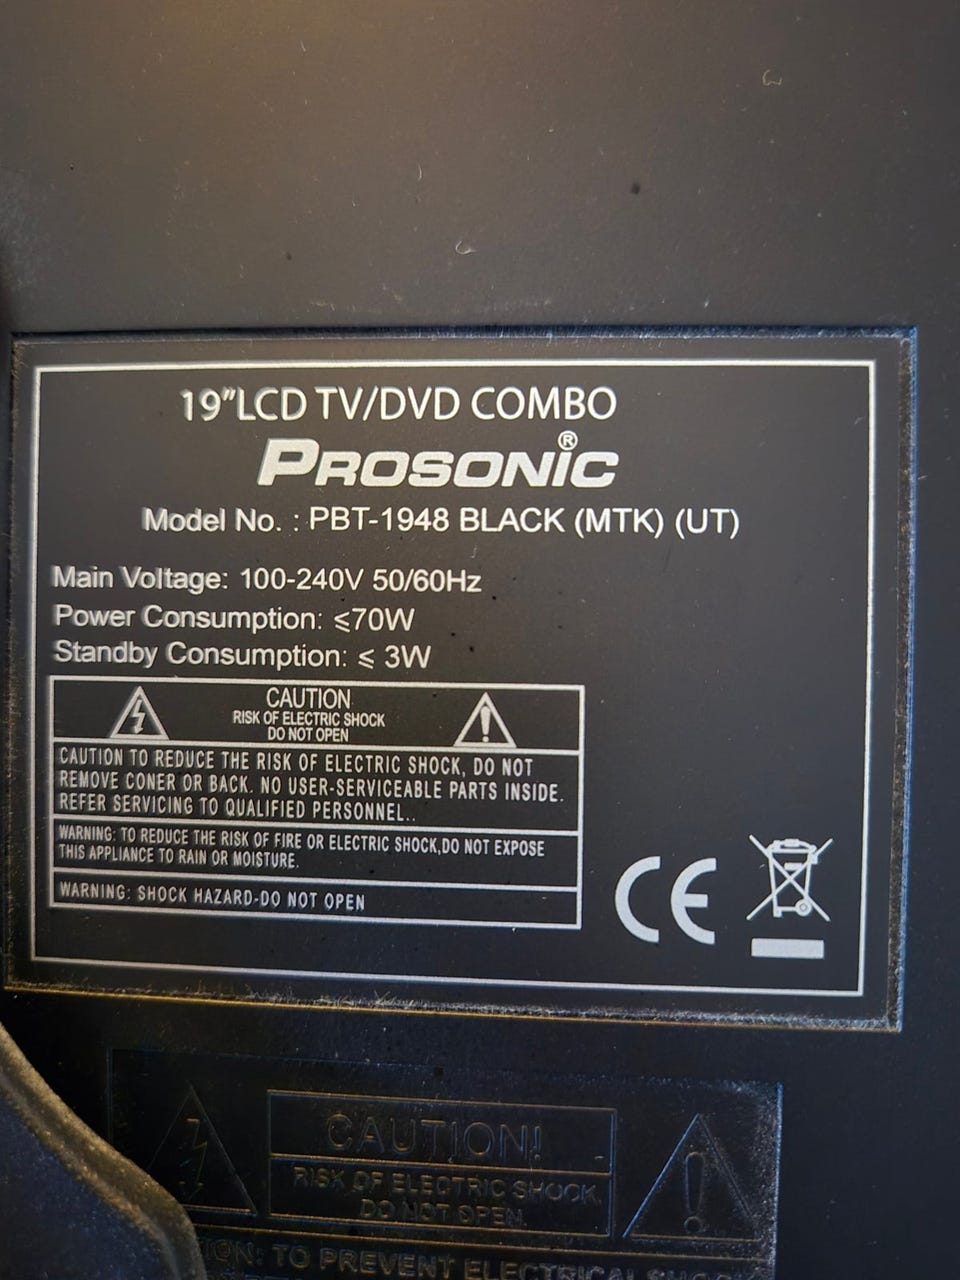 19"LCD TV/DVD COMBO
PROSONIC®
Model No. : PBT-1948 BLACK (MTK) (UT)
Main Voltage: 100-240V 50/60Hz
Power Consumption: ≤70W
Standby Consumption: ≤ 3W
CAUTION
RISK OF ELECTRIC SHOCK
DO NOT OPEN
CAUTION TO REDUCE THE RISK OF ELECTRIC SHOCK, DO NOT
REMOVE CONER OR BACK. NO USER-SERVICEABLE PARTS INSIDE.
REFER SERVICING TO QUALIFIED PERSONNEL..
WARNING: TO REDUCE THE RISK OF FIRE OR ELECTRIC SHOCK,DO NOT EXPOSE
THIS APPLIANCE TO RAIN OR MOISTURE.
WARNING: SHOCK HAZARD-DO NOT OPEN
CE
CAUTION!
RISK OF ELECTRIC SHOCK,
DO NOT OPEN.
TO PREVENT ELECTRICAL